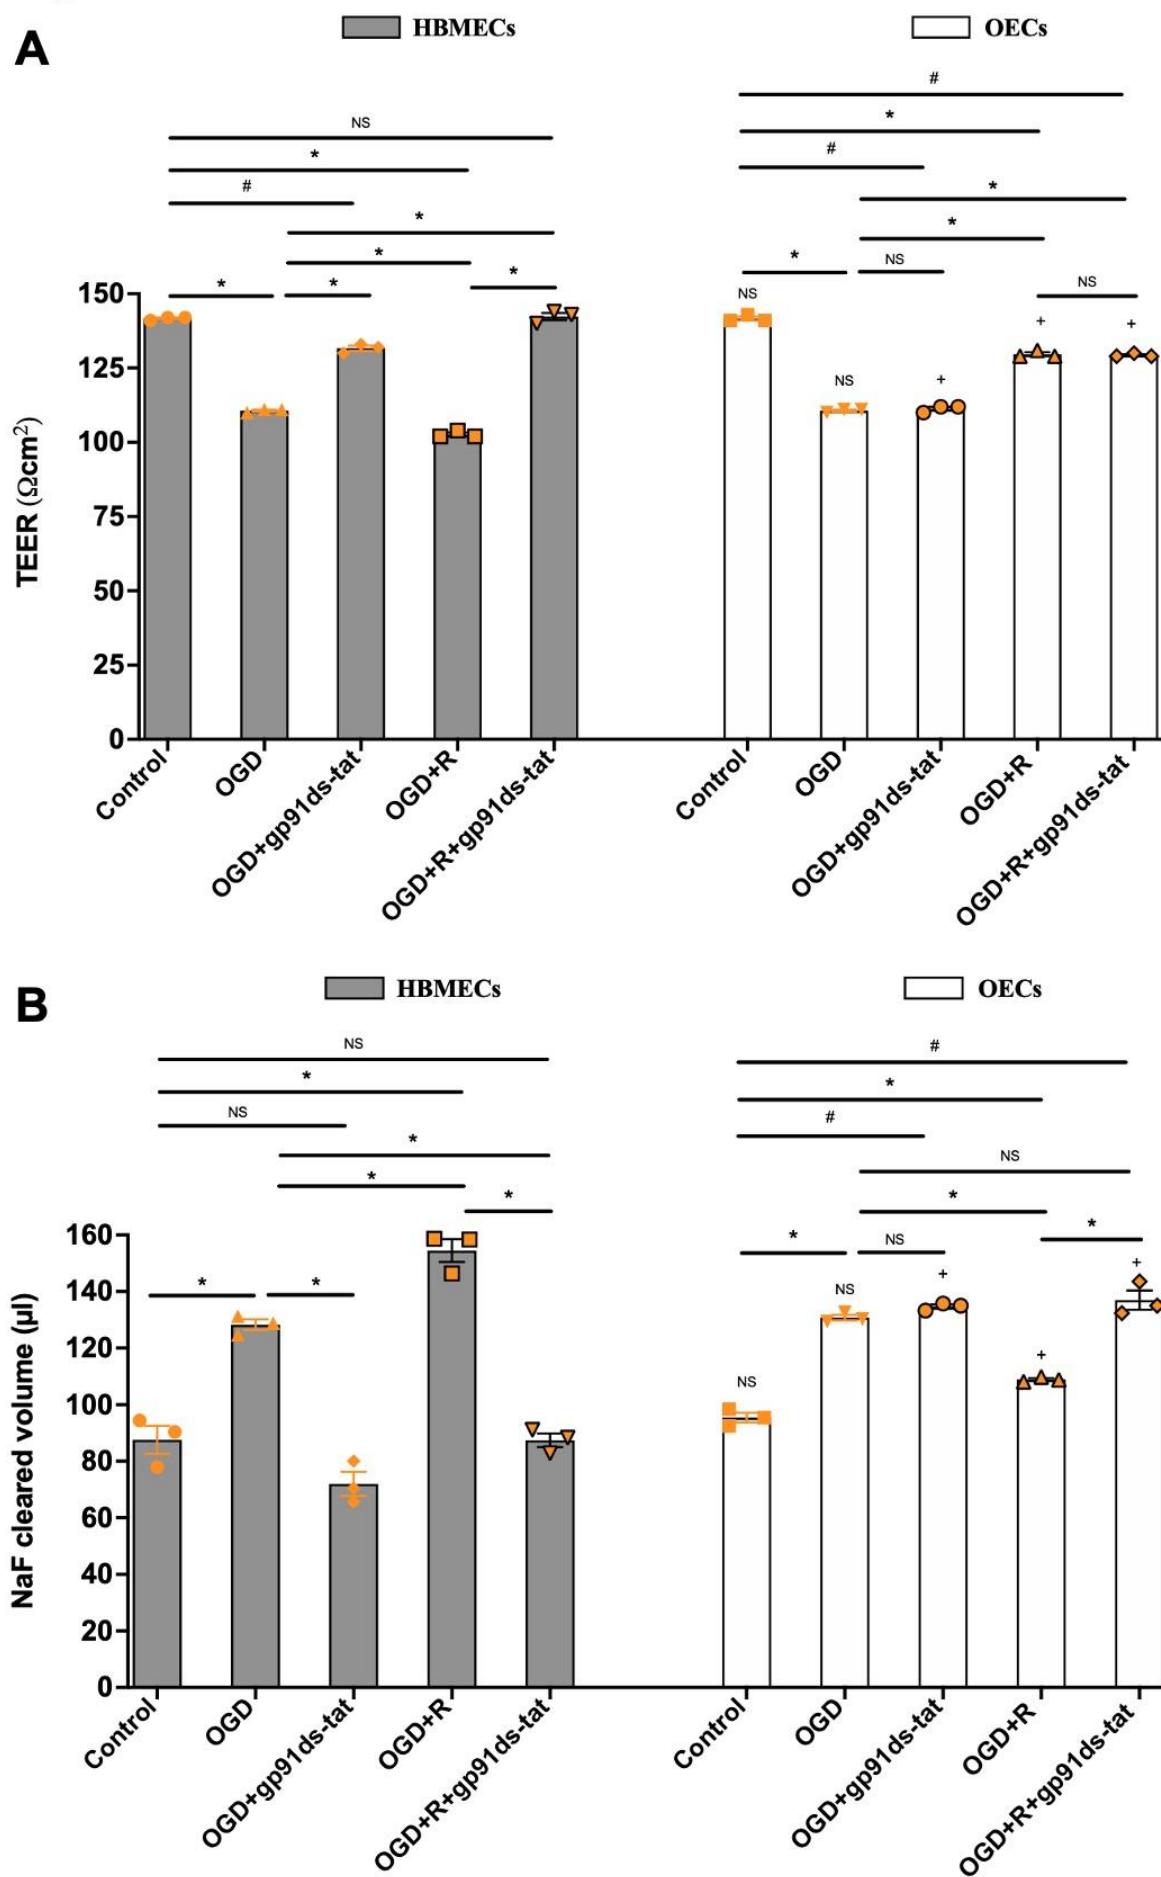 A
HBMECs
OECs
#
*
NS
#
*
*
#
*
*
*
NS
*
*
NS
*
*
NS
NS
+
+
NS
+
150
125
100
75
50
25
0
TEER (Ωcm²)
Control
OGD
OGD+gp91ds-tat
OGD+R
OGD+R+gp91ds-tat
Control
OGD
OGD+gp91ds-tat
OGD+R
OGD+R+gp91ds-tat
B
HBMECs
OECs
NS
#
*
*
NS
#
*
NS
*
*
*
*
*
NS
*
*
NS
+
+
NS
+
NS
160
140
120
100
80
60
40
20
0
NaF cleared volume (µl)
Control
OGD
OGD+gp91ds-tat
OGD+R
OGD+R+gp91ds-tat
Control
OGD
OGD+gp91ds-tat
OGD+R
OGD+R+gp91ds-tat